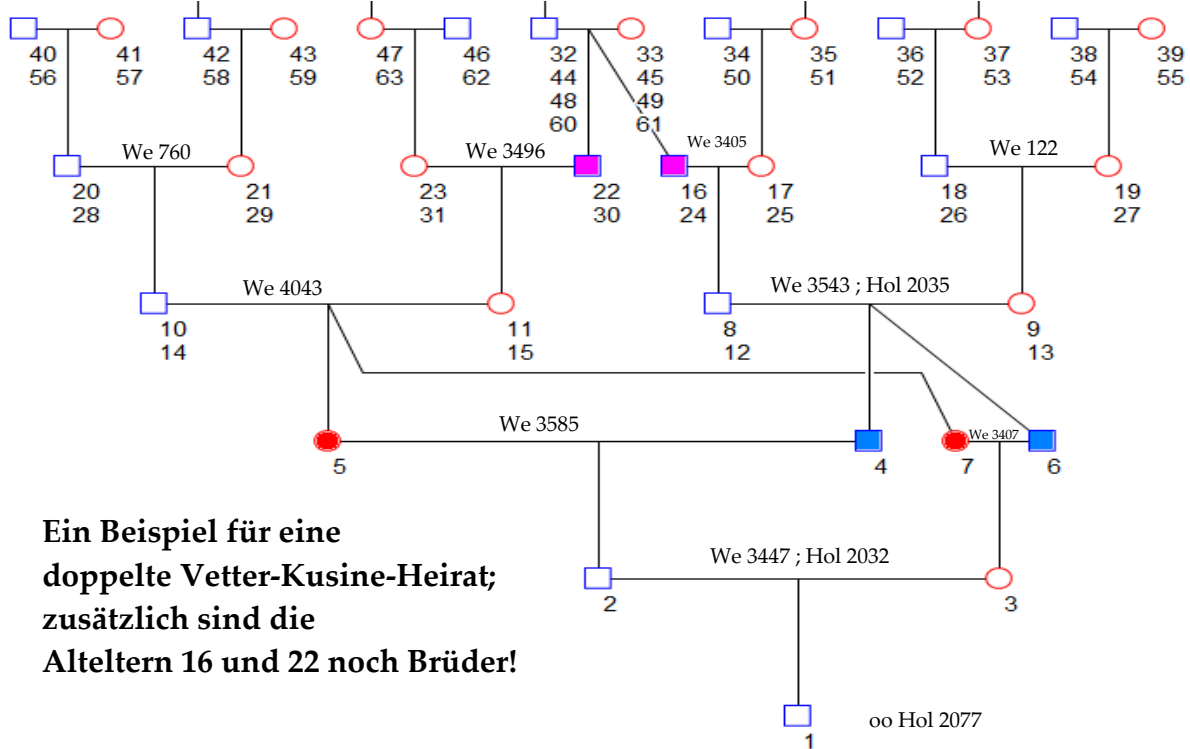 40 41 42 43 47 46 32 33 34 35 36 37 38 39
56 57 58 59 63 62 44 45 50 51 52 53 54 55
48 49
60 61
We 760 We 3496 We 3405 We 122
20 21 23 22 16 17 18 19
28 29 31 30 24 25 26 27
We 4043 We 3543 ; Hol 2035
10 11 8 9
14 15 12 13
We 3585 We 3407
5 4 7 6
Ein Beispiel für eine
doppelte Vetter-Kusine-Heirat;
zusätzlich sind die
Alteltern 16 und 22 noch Brüder!
We 3447 ; Hol 2032
2 3
oo Hol 2077
1